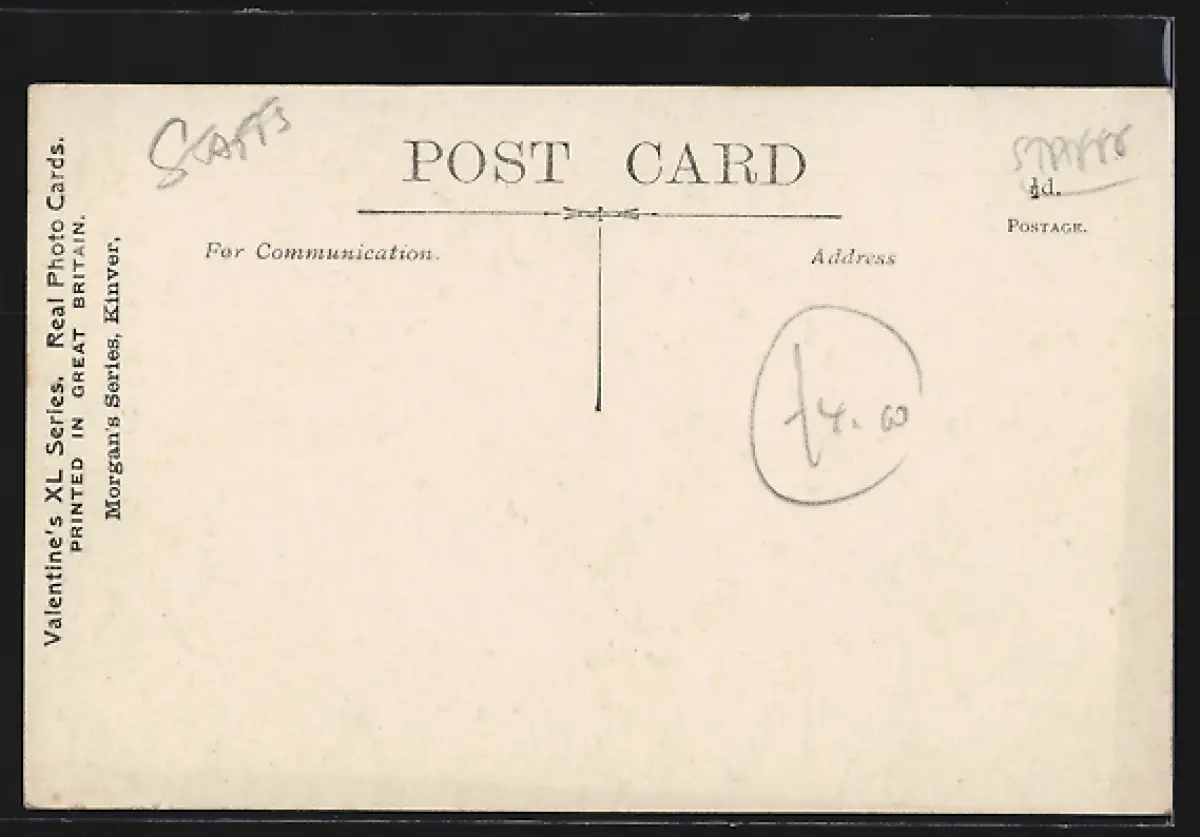 Staffs
POST CARD
STAFFS
½d.
POSTAGE.
For Communication.
Address
£4.00
Valentine's XL Series. Real Photo Cards.
PRINTED IN GREAT BRITAIN.
Morgan's Series, Kinver,